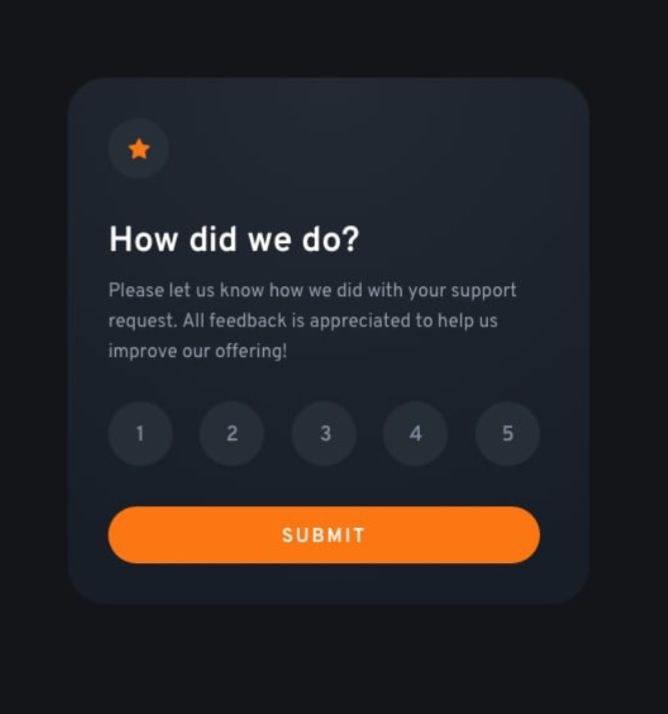 How did we do?
Please let us know how we did with your support
request. All feedback is appreciated to help us
improve our offering!
1 2 3 4 5
SUBMIT